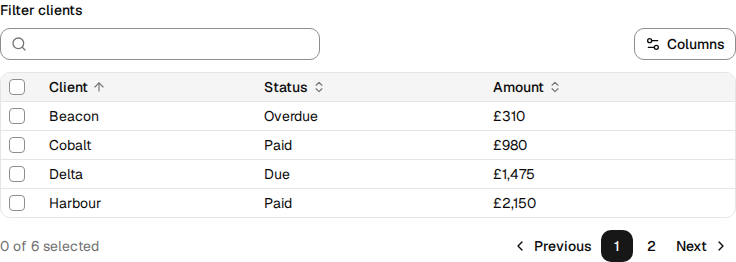 Filter clients
Columns
Client Status Amount
Beacon Overdue £310
Cobalt Paid £980
Delta Due £1,475
Harbour Paid £2,150
0 of 6 selected Previous 1 2 Next